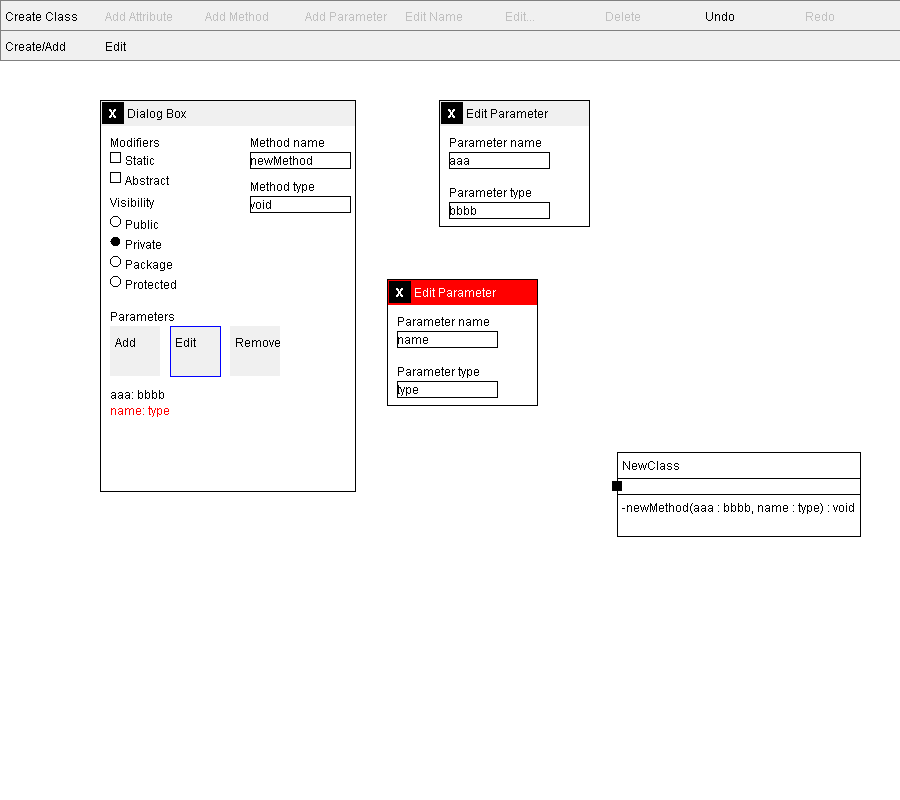 Create Class Add Attribute Add Method Add Parameter Edit Name Edit... Delete Undo Redo
Create/Add Edit
X Dialog Box
Modifiers
Static
Abstract
Visibility
Public
Private
Package
Protected
Method name
newMethod
Method type
void
Parameters
Add Edit Remove
aaa: bbbb
name: type
X Edit Parameter
Parameter name
aaa
Parameter type
bbbb
X Edit Parameter
Parameter name
name
Parameter type
type
NewClass
-newMethod(aaa : bbbb, name : type) : void